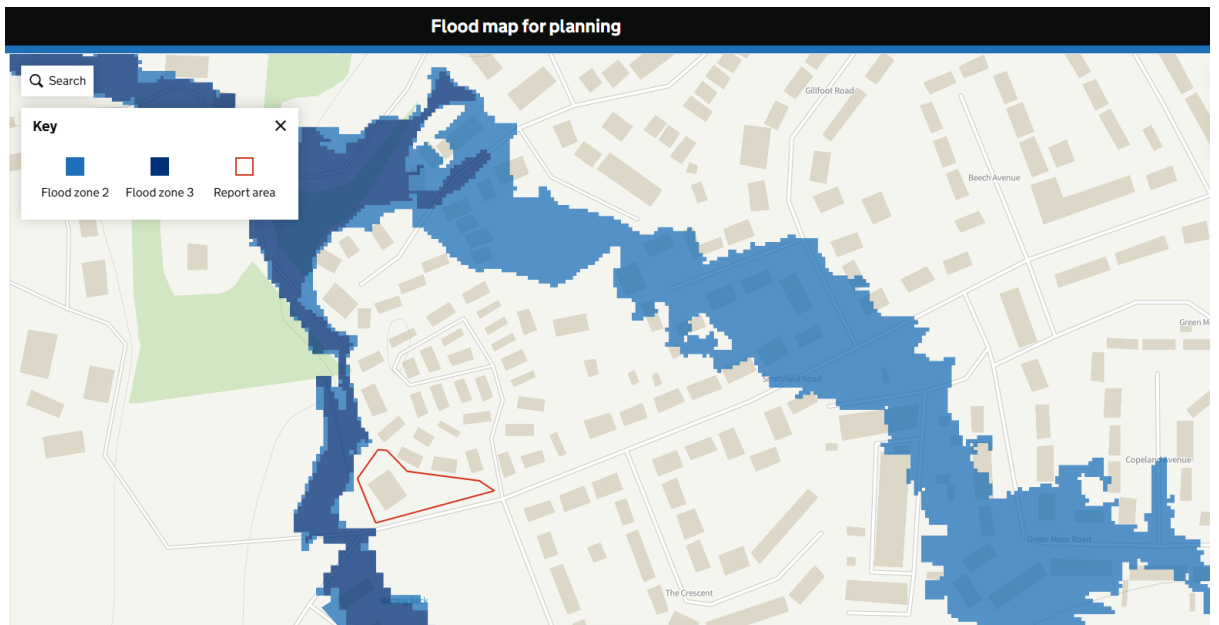 Flood map for planning
Search
Key
Flood zone 2
Flood zone 3
Report area
Gillfoot Road
Beech Avenue
Green M
Smithfield Road
Copeland Avenue
Green Moor Road
The Crescent